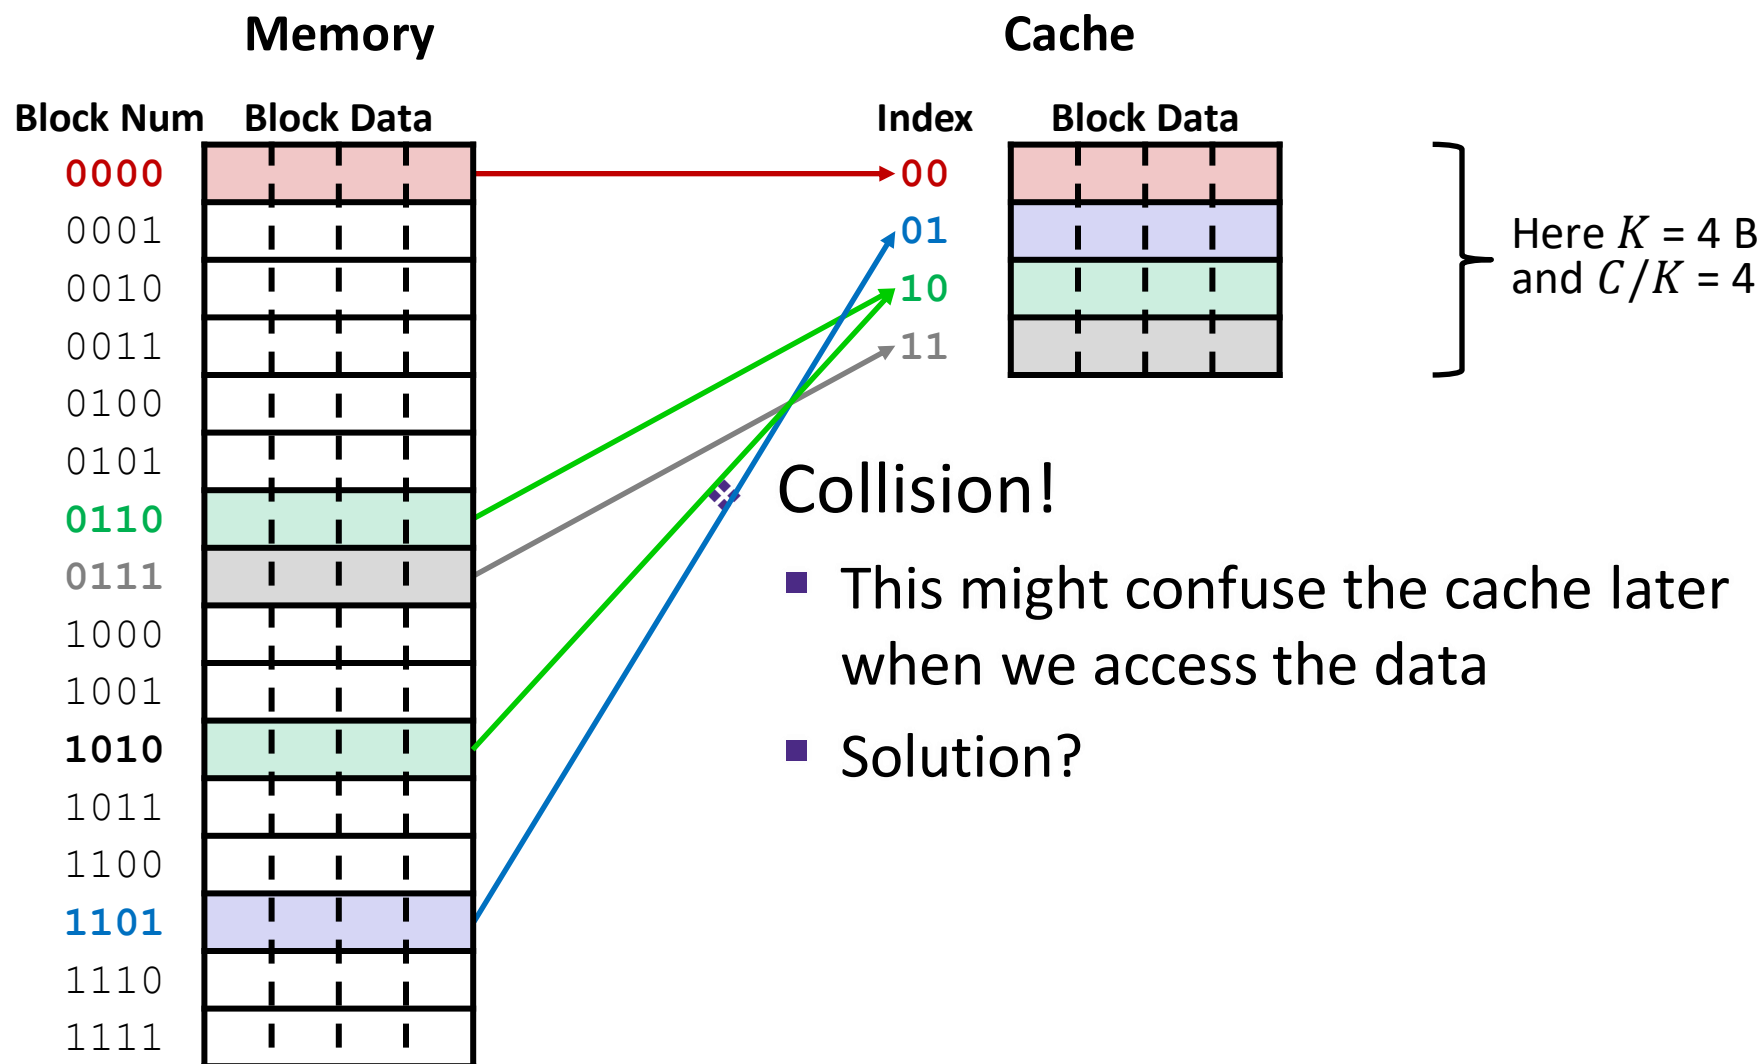 Memory
Cache
Block Num Block Data
Index Block Data
0000
0001
0010
0011
0100
0101
0110
0111
1000
1001
1010
1011
1100
1101
1110
1111
00
01
10
11
Here K = 4 B
and C/K = 4
Collision!
This might confuse the cache later
when we access the data
Solution?